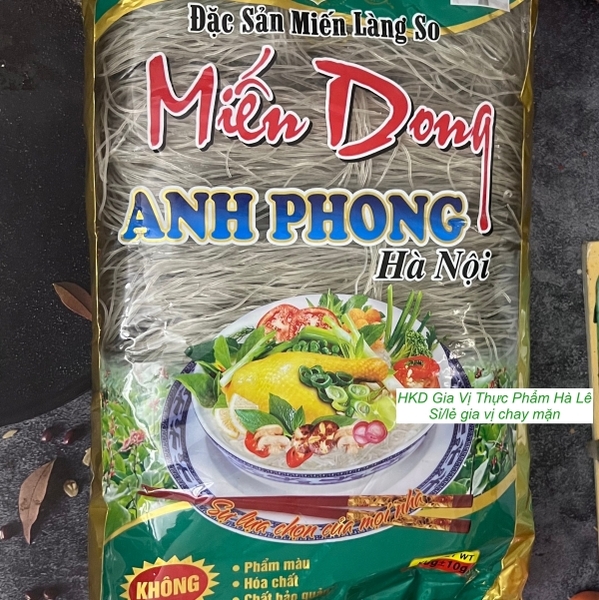 Đặc Sản Miến Làng So
Miến Dong
ANH PHONG
Hà Nội
HKD Gia Vị Thực Phẩm Hà Lê
Sỉ/lẻ gia vị chay mặn
Sự lựa chọn của mọi nhà
WT
KHÔNG
• Phẩm màu
• Hóa chất
• Chất bảo quản